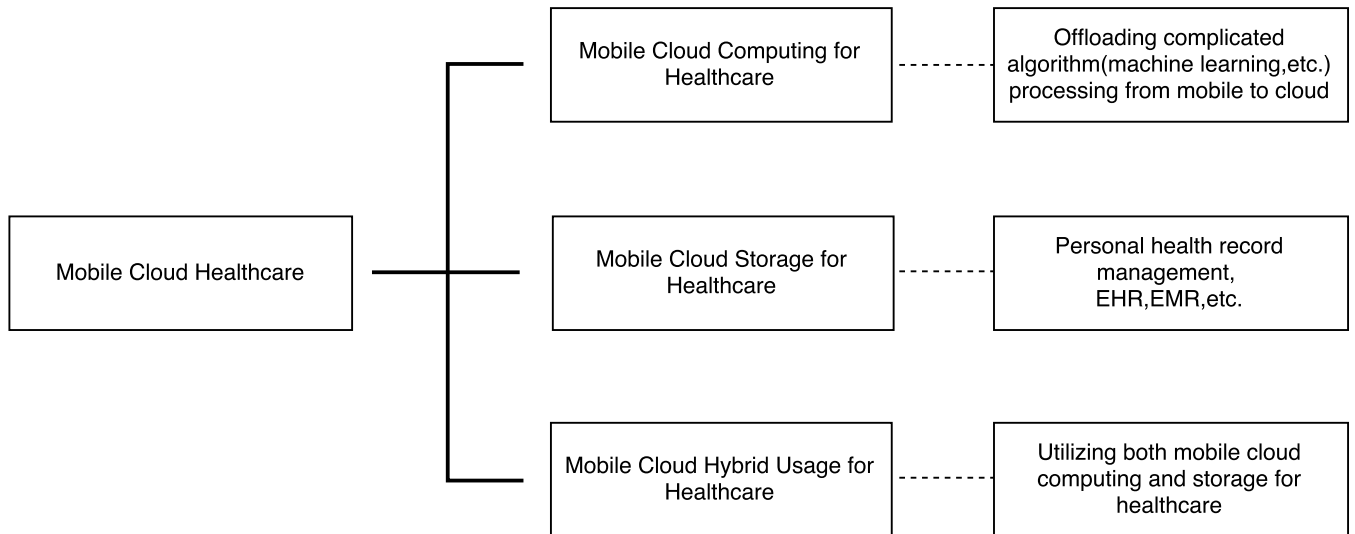 Mobile Cloud Computing for
Healthcare
Offloading complicated
algorithm(machine learning,etc.)
processing from mobile to cloud
Mobile Cloud Healthcare
Mobile Cloud Storage for
Healthcare
Personal health record
management,
EHR,EMR,etc.
Mobile Cloud Hybrid Usage for
Healthcare
Utilizing both mobile cloud
computing and storage for
healthcare